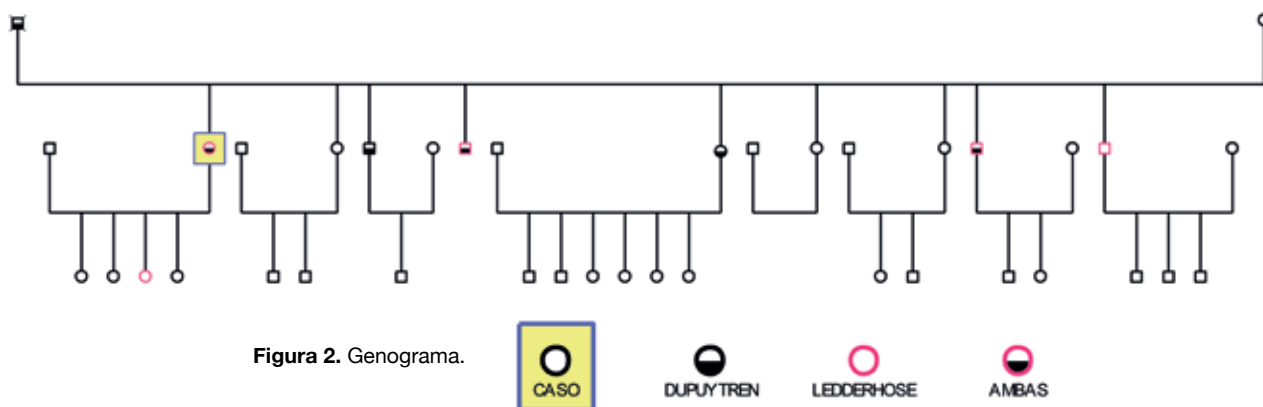 Figura 2. Genograma.
CASO
DUPUYTREN
LEDDERHOSE
AMBAS